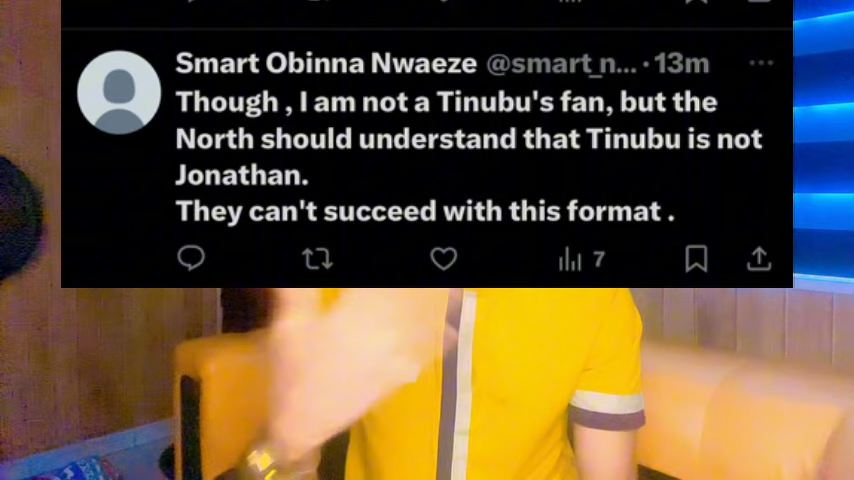 Smart Obinna Nwaeze @smart_n... · 13m
Though , I am not a Tinubu's fan, but the
North should understand that Tinubu is not
Jonathan.
They can't succeed with this format .
7